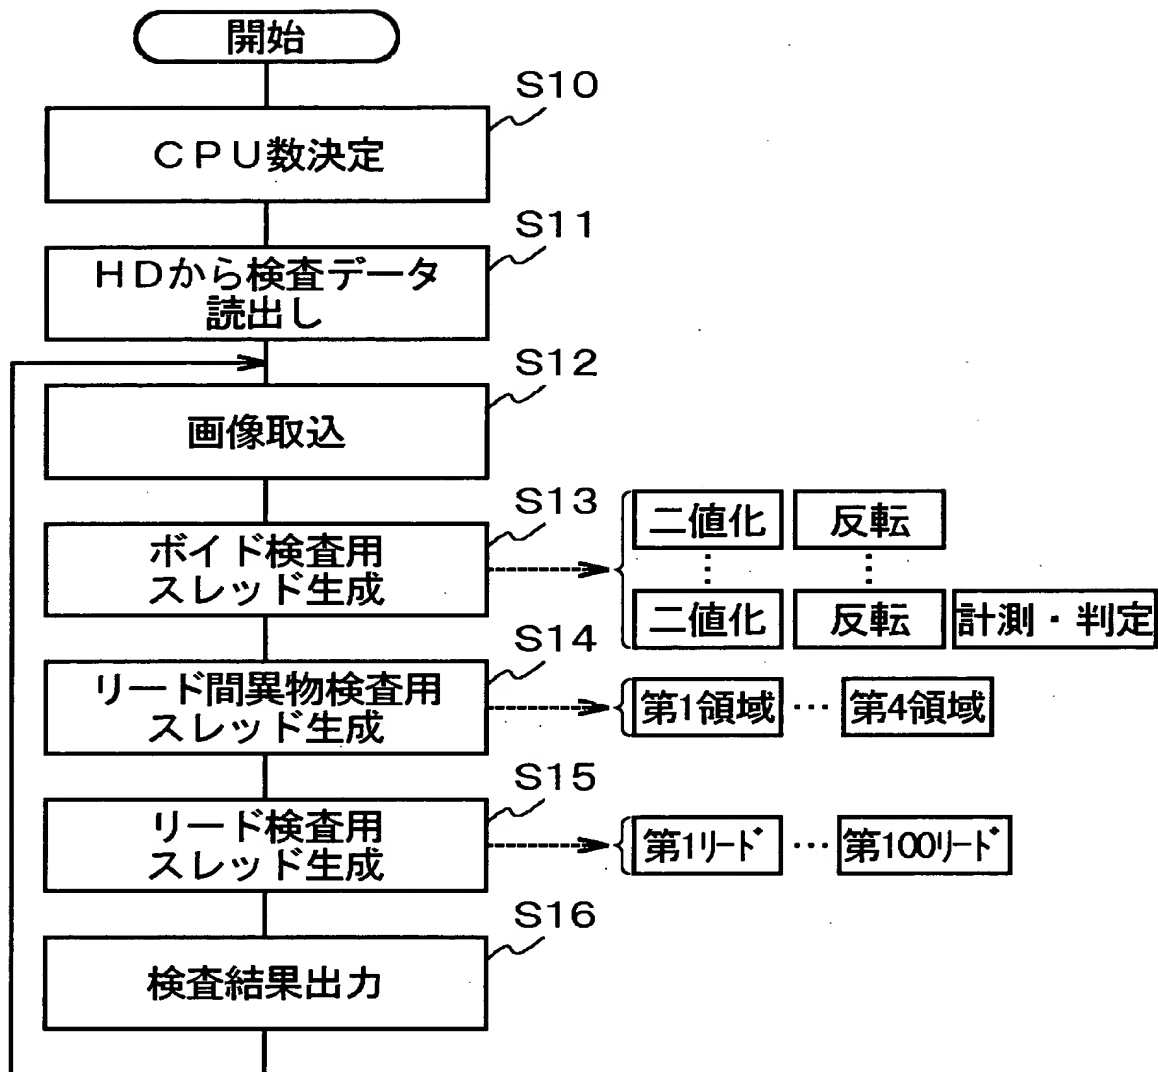 開始
S10
ＣＰＵ数決定
S11
ＨＤから検査データ
読出し
S12
画像取込
S13
ボイド検査用
スレッド生成
二値化 反転
⋮ ⋮
二値化 反転 計測・判定
S14
リード間異物検査用
スレッド生成
第1領域 … 第4領域
S15
リード検査用
スレッド生成
第1ﾘｰﾄﾞ … 第100ﾘｰﾄﾞ
S16
検査結果出力